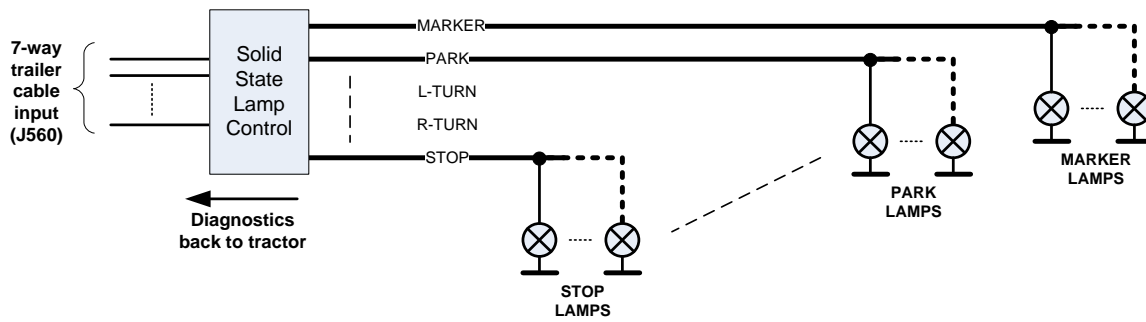 7-way
trailer
cable
input
(J560)
Solid
State
Lamp
Control
MARKER
PARK
L-TURN
R-TURN
STOP
Diagnostics
back to tractor
STOP
LAMPS
PARK
LAMPS
MARKER
LAMPS